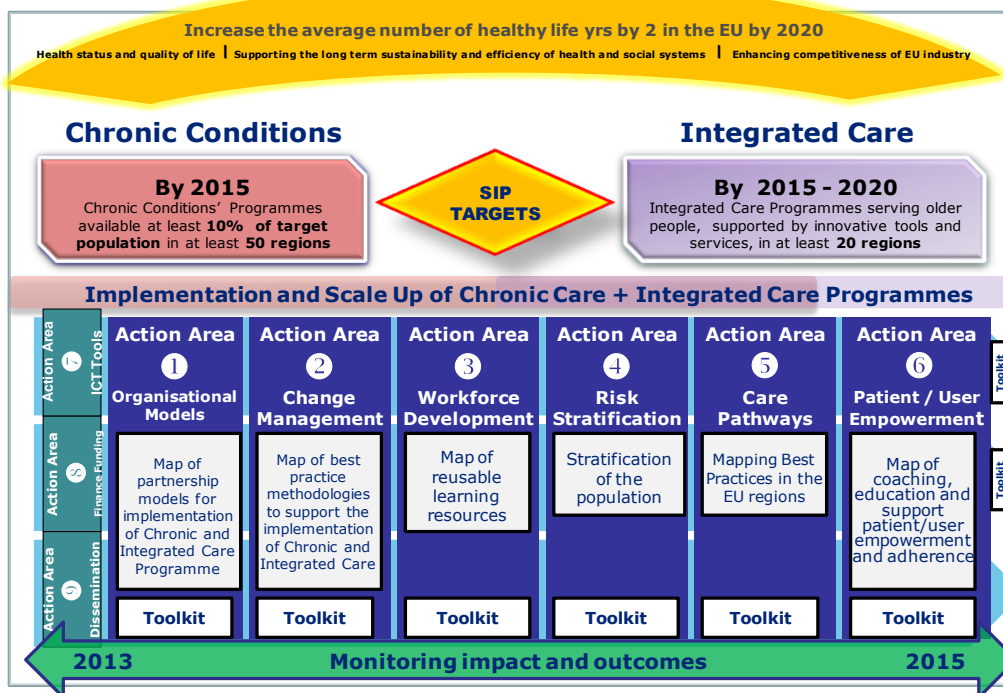 Increase the average number of healthy life yrs by 2 in the EU by 2020
Health status and quality of life | Supporting the long term sustainability and efficiency of health and social systems | Enhancing competitiveness of EU industry
Chronic Conditions
Integrated Care
By 2015
Chronic Conditions' Programmes
available at least 10% of target
population in at least 50 regions
SIP
TARGETS
By 2015 - 2020
Integrated Care Programmes serving older
people, supported by innovative tools and
services, in at least 20 regions
Implementation and Scale Up of Chronic Care + Integrated Care Programmes
Action Area
7
ICT Tools
Action Area
8
Finance Funding
Action Area
9
Dissemination
Action Area
1
Organisational
Models
Map of
partnership
models for
implementation
of Chronic and
Integrated Care
Programme
Toolkit
Action Area
2
Change
Management
Map of best
practice
methodologies
to support the
implementation
of Chronic and
Integrated Care
Toolkit
Action Area
3
Workforce
Development
Map of
reusable
learning
resources
Toolkit
Action Area
4
Risk
Stratification
Stratification
of the
population
Toolkit
Action Area
5
Care
Pathways
Mapping Best
Practices in the
EU regions
Toolkit
Action Area
6
Patient / User
Empowerment
Map of
coaching,
education and
support
patient/user
empowerment
and adherence
Toolkit
Toolkit
Toolkit
2013
Monitoring impact and outcomes
2015